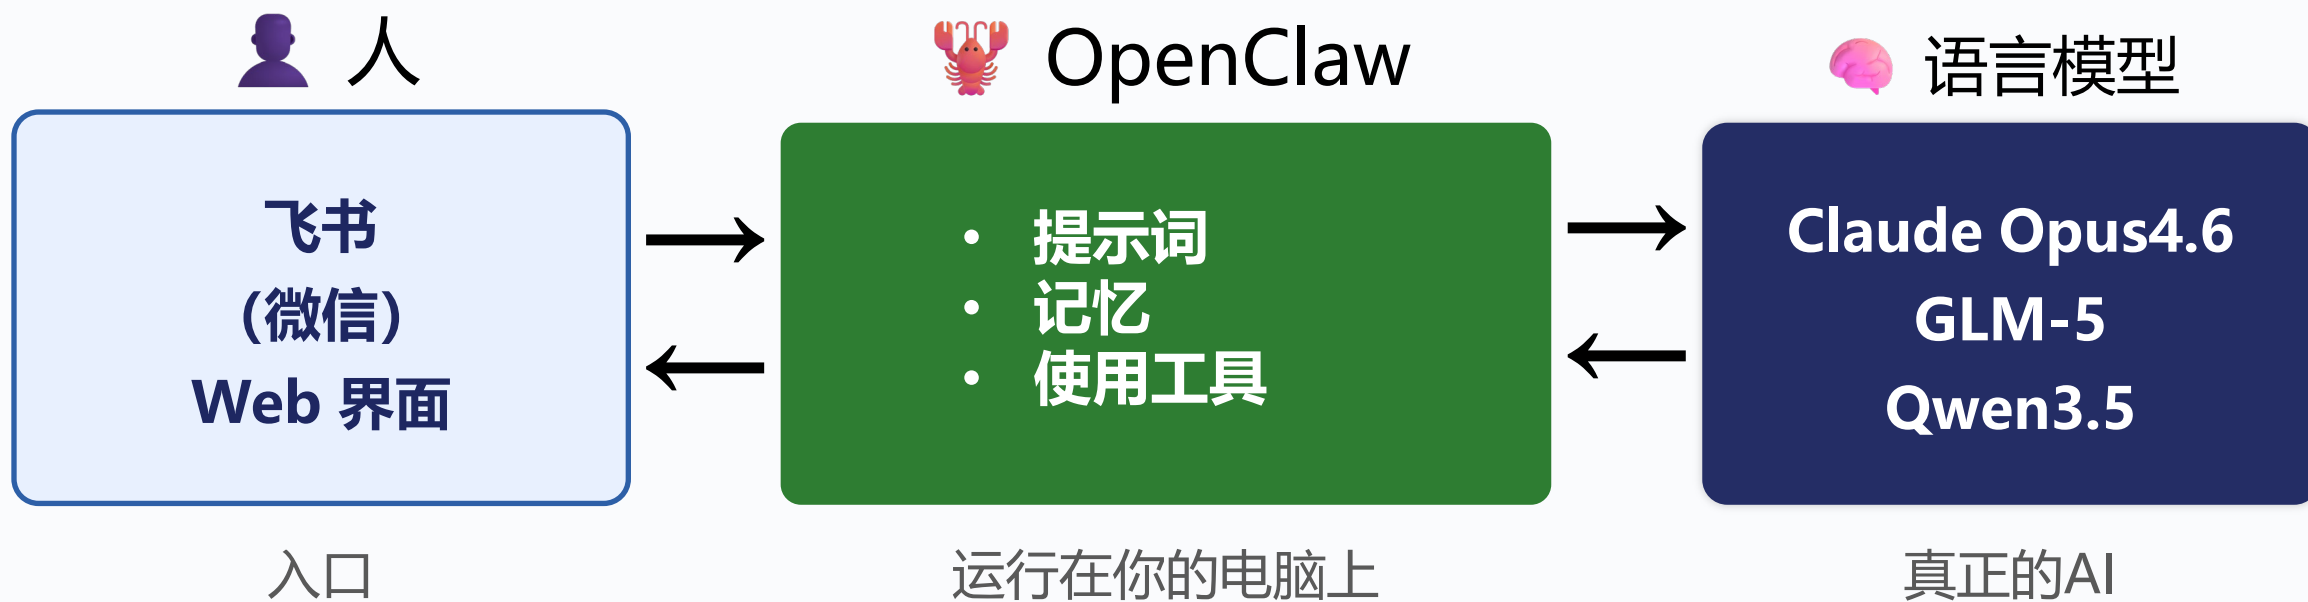 人
飞书
(微信)
Web 界面
入口
OpenClaw
• 提示词
• 记忆
• 使用工具
运行在你的电脑上
语言模型
Claude Opus4.6
GLM-5
Qwen3.5
真正的AI